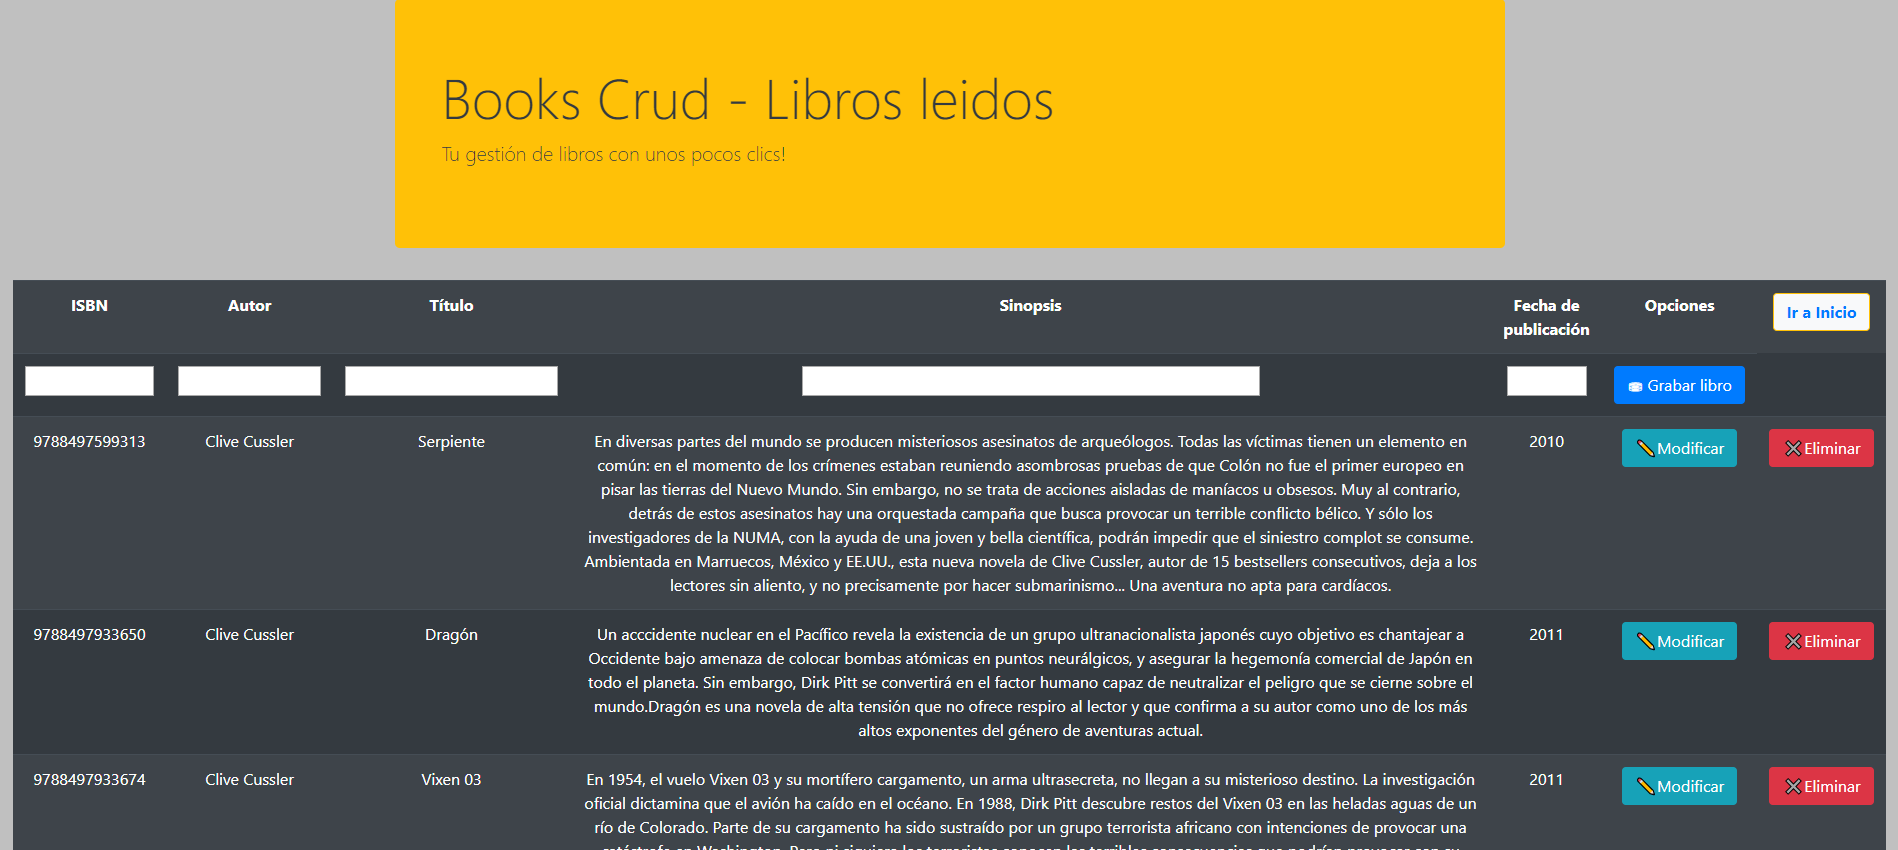 Books Crud - Libros leidos
Tu gestión de libros con unos pocos clics!
ISBN Autor Título Sinopsis Fecha de publicación Opciones Ir a Inicio
Grabar libro
9788497599313 Clive Cussler Serpiente En diversas partes del mundo se producen misteriosos asesinatos de arqueólogos. Todas las víctimas tienen un elemento en 2010 Modificar Eliminar
común: en el momento de los crímenes estaban reuniendo asombrosas pruebas de que Colón no fue el primer europeo en
pisar las tierras del Nuevo Mundo. Sin embargo, no se trata de acciones aisladas de maníacos u obsesos. Muy al contrario,
detrás de estos asesinatos hay una orquestada campaña que busca provocar un terrible conflicto bélico. Y sólo los
investigadores de la NUMA, con la ayuda de una joven y bella científica, podrán impedir que el siniestro complot se consume.
Ambientada en Marruecos, México y EE.UU., esta nueva novela de Clive Cussler, autor de 15 bestsellers consecutivos, deja a los
lectores sin aliento, y no precisamente por hacer submarinismo... Una aventura no apta para cardíacos.
9788497933650 Clive Cussler Dragón Un acccidente nuclear en el Pacífico revela la existencia de un grupo ultranacionalista japonés cuyo objetivo es chantajear a 2011 Modificar Eliminar
Occidente bajo amenaza de colocar bombas atómicas en puntos neurálgicos, y asegurar la hegemonía comercial de Japón en
todo el planeta. Sin embargo, Dirk Pitt se convertirá en el factor humano capaz de neutralizar el peligro que se cierne sobre el
mundo.Dragón es una novela de alta tensión que no ofrece respiro al lector y que confirma a su autor como uno de los más
altos exponentes del género de aventuras actual.
9788497933674 Clive Cussler Vixen 03 En 1954, el vuelo Vixen 03 y su mortífero cargamento, un arma ultrasecreta, no llegan a su misterioso destino. La investigación 2011 Modificar Eliminar
oficial dictamina que el avión ha caído en el océano. En 1988, Dirk Pitt descubre restos del Vixen 03 en las heladas aguas de un
río de Colorado. Parte de su cargamento ha sido sustraído por un grupo terrorista africano con intenciones de provocar una